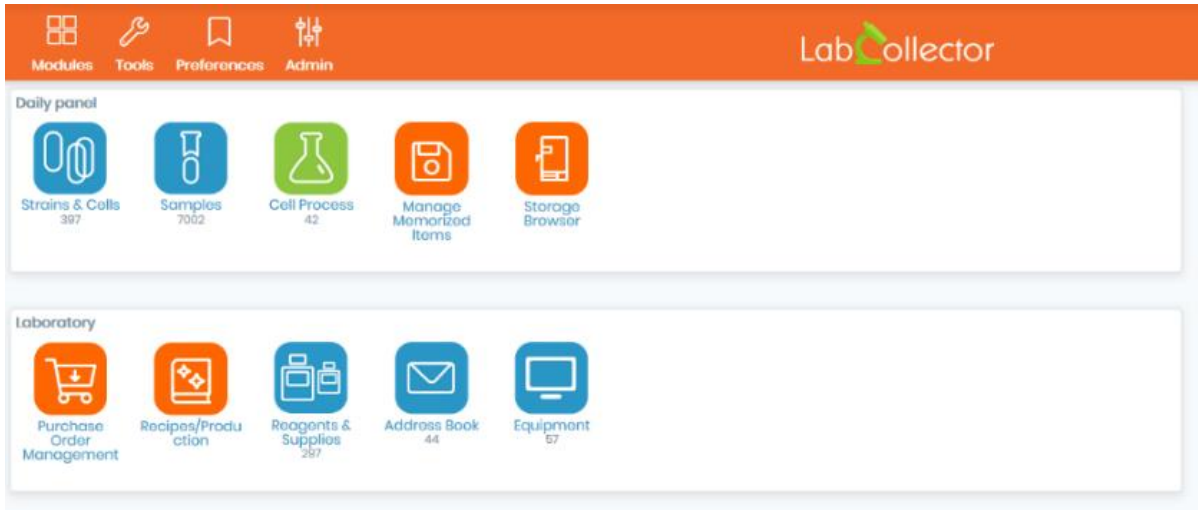 Modules Tools Preferences Admin
LabCollector
Daily panel
Strains & Cells
397
Samples
7002
Cell Process
42
Manage
Memorized
Items
Storage
Browser
Laboratory
Purchase
Order
Management
Recipes/Produ
ction
Reagents &
Supplies
287
Address Book
44
Equipment
57